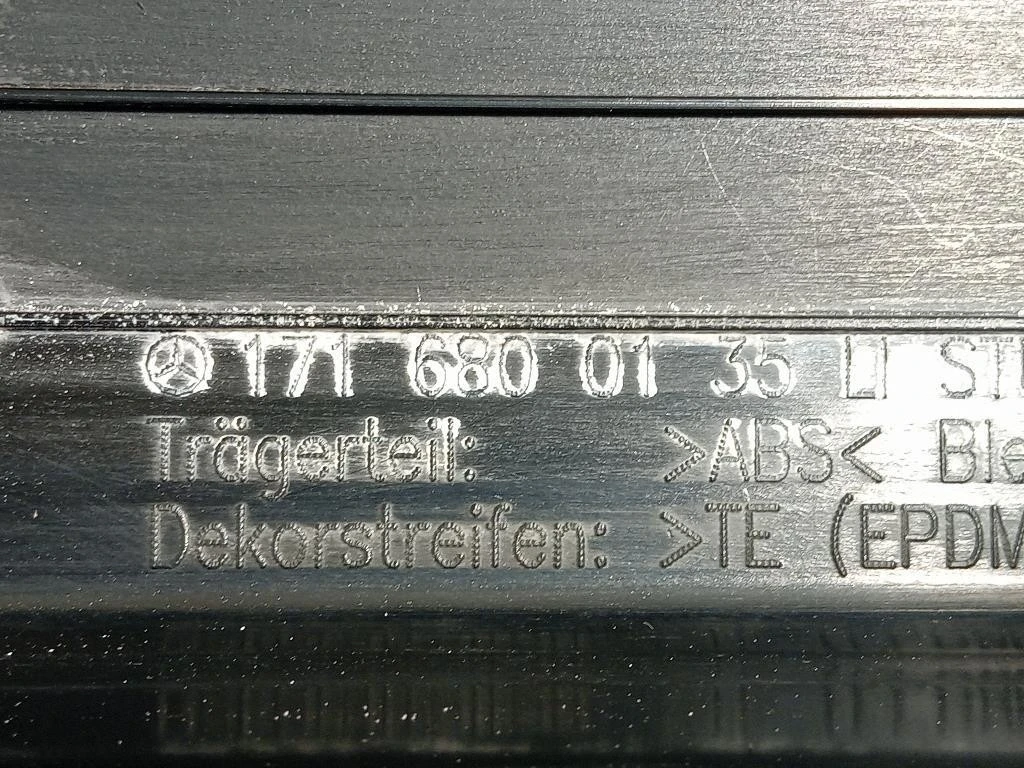 171 680 01 35 LI
Trägerteil: >ABS<
Dekorstreifen: >TE (EPDM